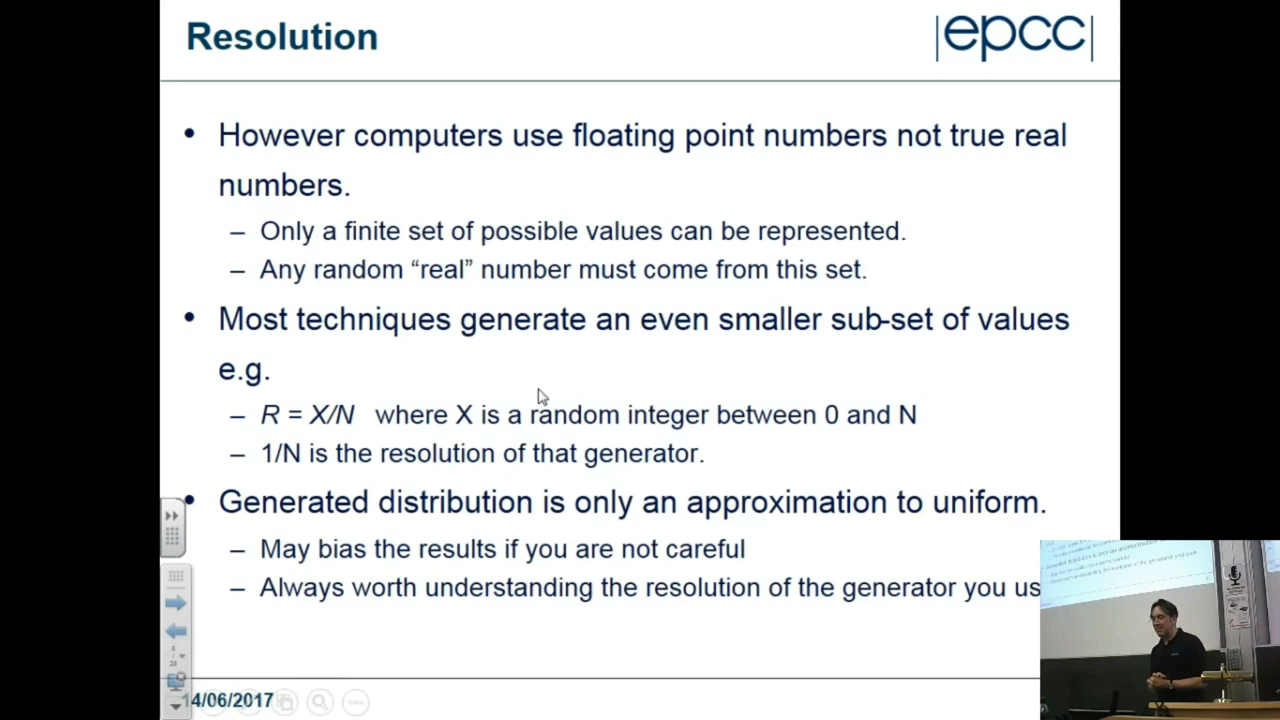 Resolution
|epcc|
• However computers use floating point numbers not true real
numbers.
– Only a finite set of possible values can be represented.
– Any random “real” number must come from this set.
• Most techniques generate an even smaller sub-set of values
e.g.
– R = X/N where X is a random integer between 0 and N
– 1/N is the resolution of that generator.
• Generated distribution is only an approximation to uniform.
– May bias the results if you are not careful
– Always worth understanding the resolution of the generator you us
14/06/2017